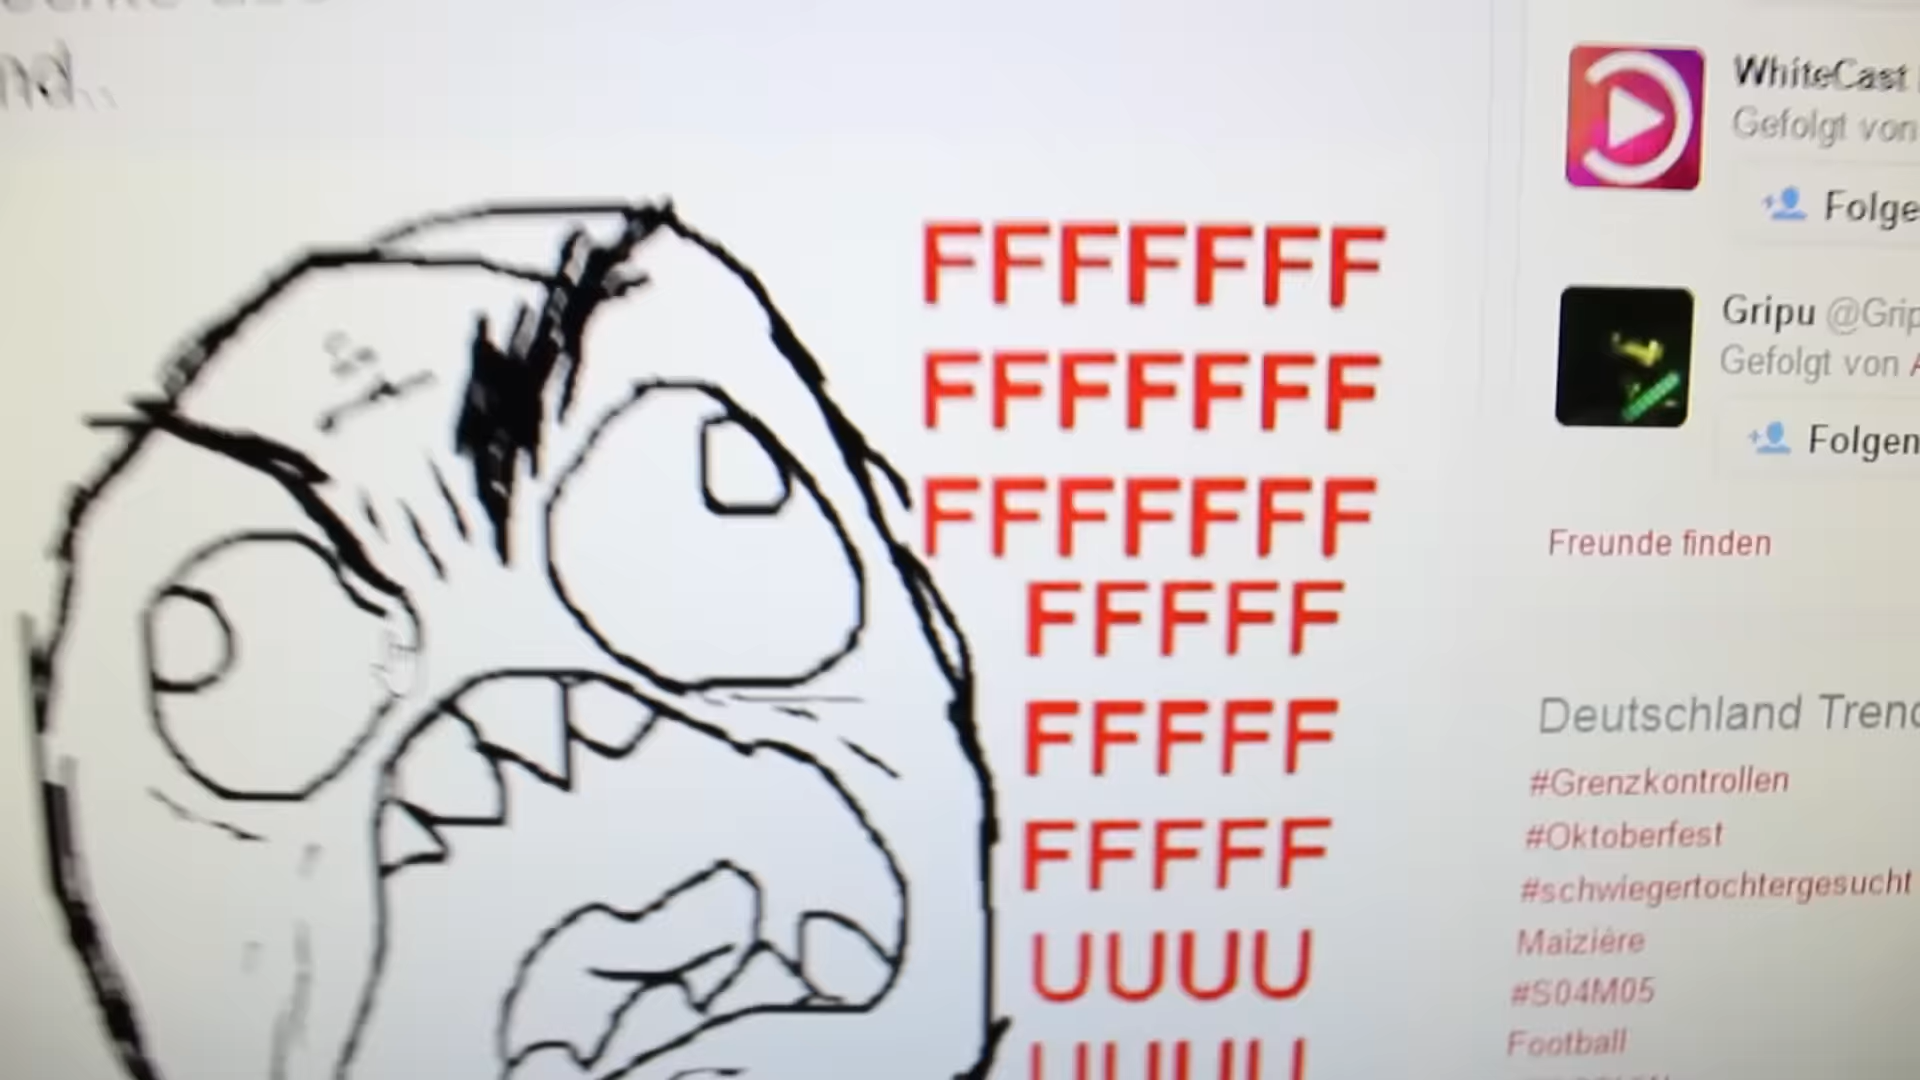 FFFFFFF
FFFFFFF
FFFFFFF
FFFFF
FFFFF
FFFFF
UUUU
UUUU
WhiteCast
Gefolgt von
Folge
Gripu @Grip
Gefolgt von A
Folgen
Freunde finden
Deutschland Trend
#Grenzkontrollen
#Oktoberfest
#schwiegertochtergesucht
Maizière
#S04M05
Football